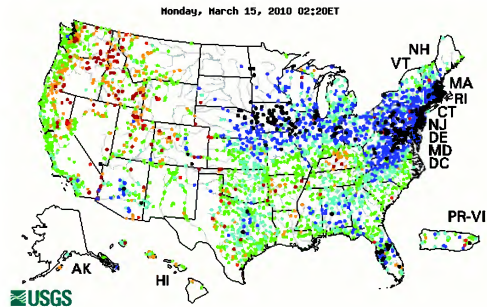 Monday, March 15, 2010 02:20ET
NH
VT
MA
RI
CT
NJ
DE
MD
DC
PR-VI
AK
HI
USGS